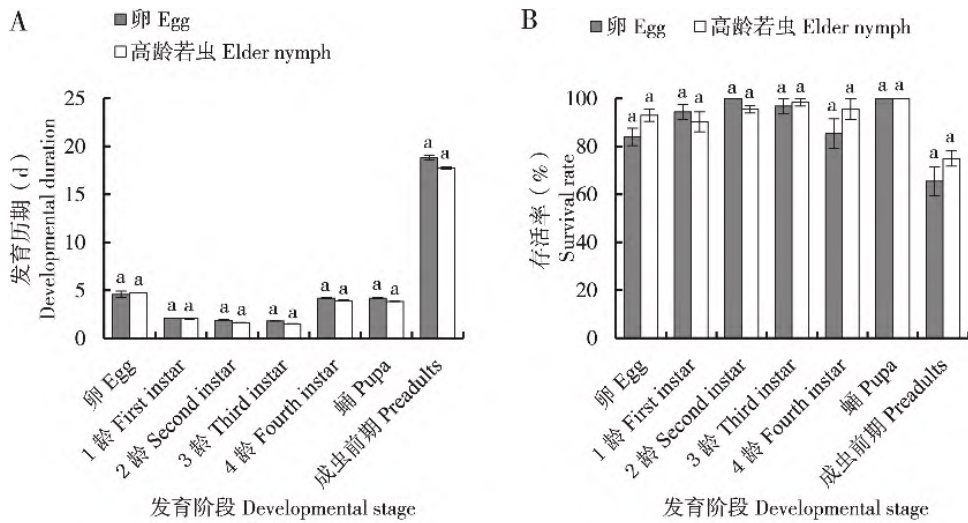 A
卵 Egg
高龄若虫 Elder nymph
发育历期（d）
Developmental duration
25
20
15
10
5
0
a a
a a
a a
a a
a a
a a
a a
卵 Egg
1 龄 First instar
2 龄 Second instar
3 龄 Third instar
4 龄 Fourth instar
蛹 Pupa
成虫前期 Preadults
发育阶段 Developmental stage
B
卵 Egg
高龄若虫 Elder nymph
存活率（%）
Survival rate
100
80
60
40
20
0
a a
a a
a a
a a
a a
a a
a a
卵 Egg
1 龄 First instar
2 龄 Second instar
3 龄 Third instar
4 龄 Fourth instar
蛹 Pupa
成虫前期 Preadults
发育阶段 Developmental stage